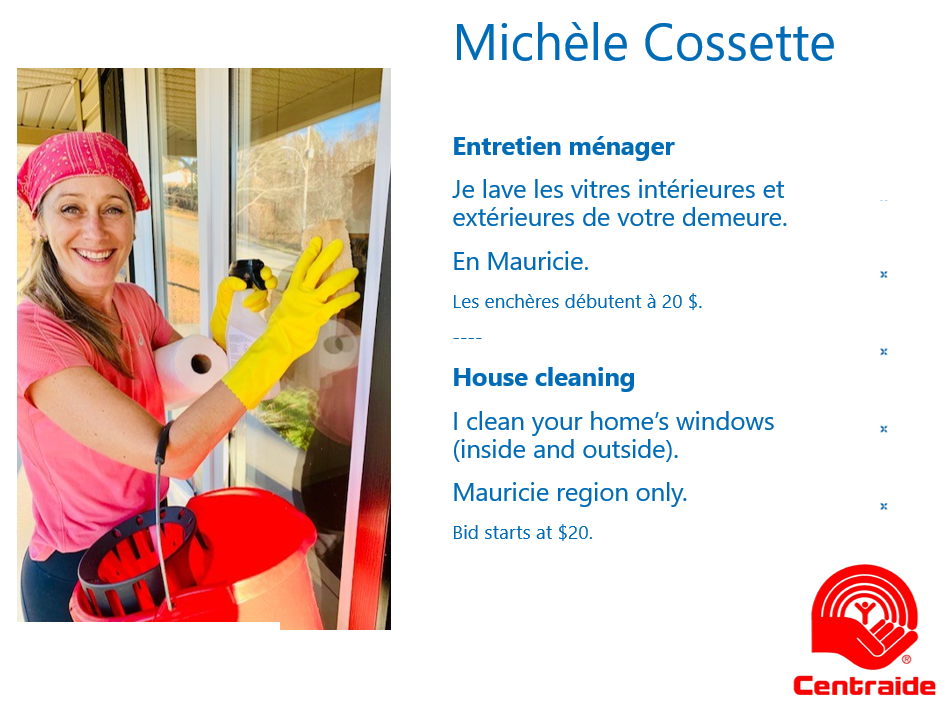 Michèle Cossette
Entretien ménager
Je lave les vitres intérieures et
extérieures de votre demeure.
En Mauricie.
Les enchères débutent à 20 $.
----
House cleaning
I clean your home’s windows
(inside and outside).
Mauricie region only.
Bid starts at $20.
®
Centraide